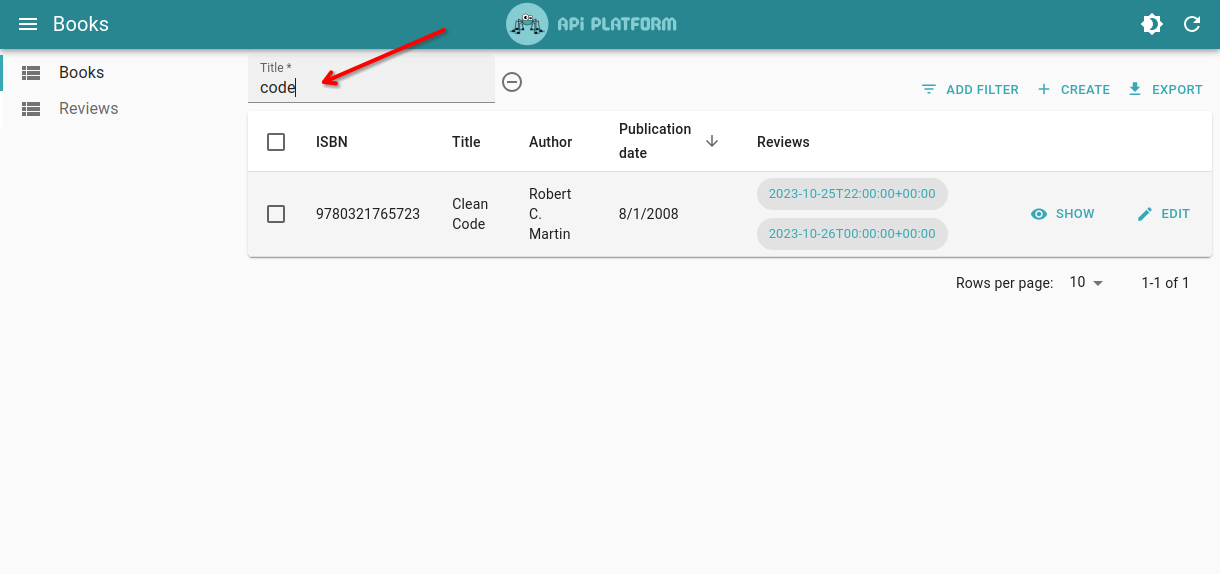 Books
APi PLATFORM
Books
Reviews
Title *
code
ADD FILTER
CREATE
EXPORT
ISBN
Title
Author
Publication
date
Reviews
9780321765723
Clean
Code
Robert
C.
Martin
8/1/2008
2023-10-25T22:00:00+00:00
2023-10-26T00:00:00+00:00
SHOW
EDIT
Rows per page: 10 1-1 of 1